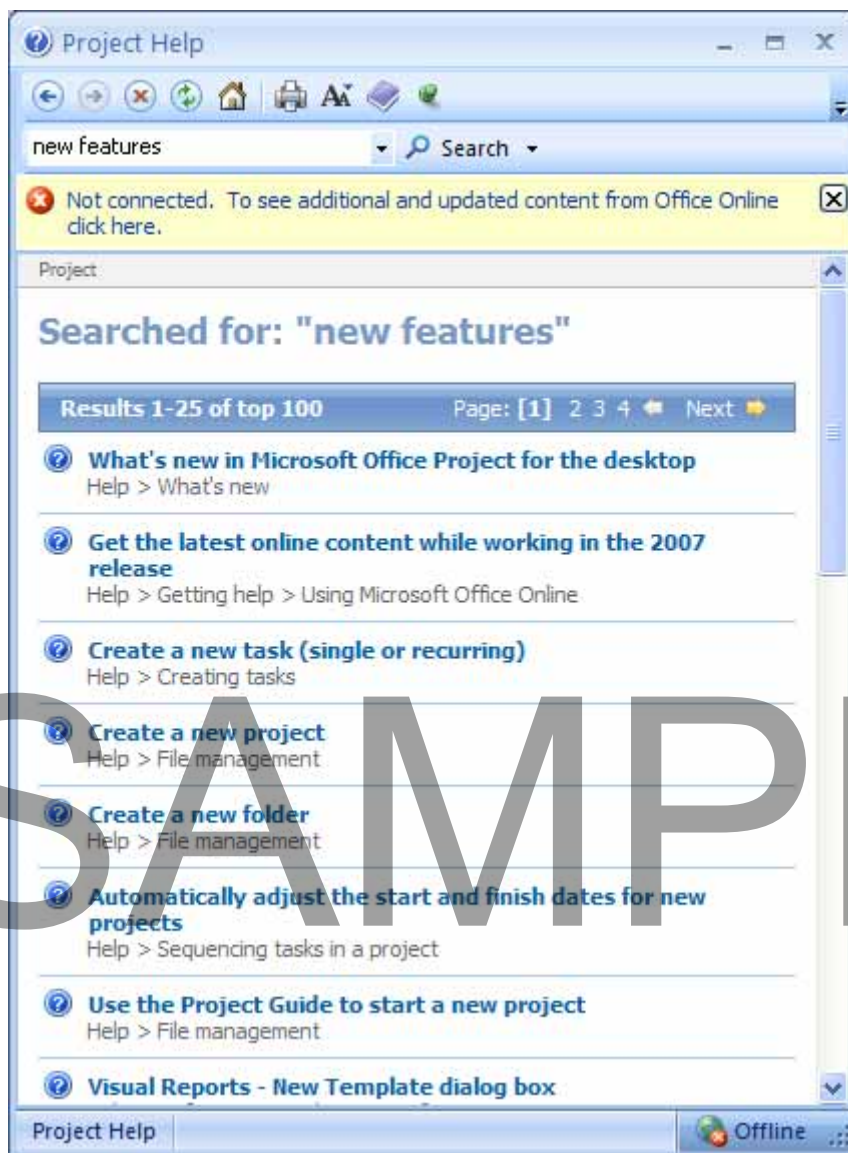 Project Help
new features
Search
Not connected. To see additional and updated content from Office Online
click here.
Project
Searched for: "new features"
Results 1-25 of top 100 Page: [1] 2 3 4 Next
What's new in Microsoft Office Project for the desktop
Help > What's new
Get the latest online content while working in the 2007
release
Help > Getting help > Using Microsoft Office Online
Create a new task (single or recurring)
Help > Creating tasks
Create a new project
Help > File management
Create a new folder
Help > File management
Automatically adjust the start and finish dates for new
projects
Help > Sequencing tasks in a project
Use the Project Guide to start a new project
Help > File management
Visual Reports - New Template dialog box
Project Help Offline
SAMPL